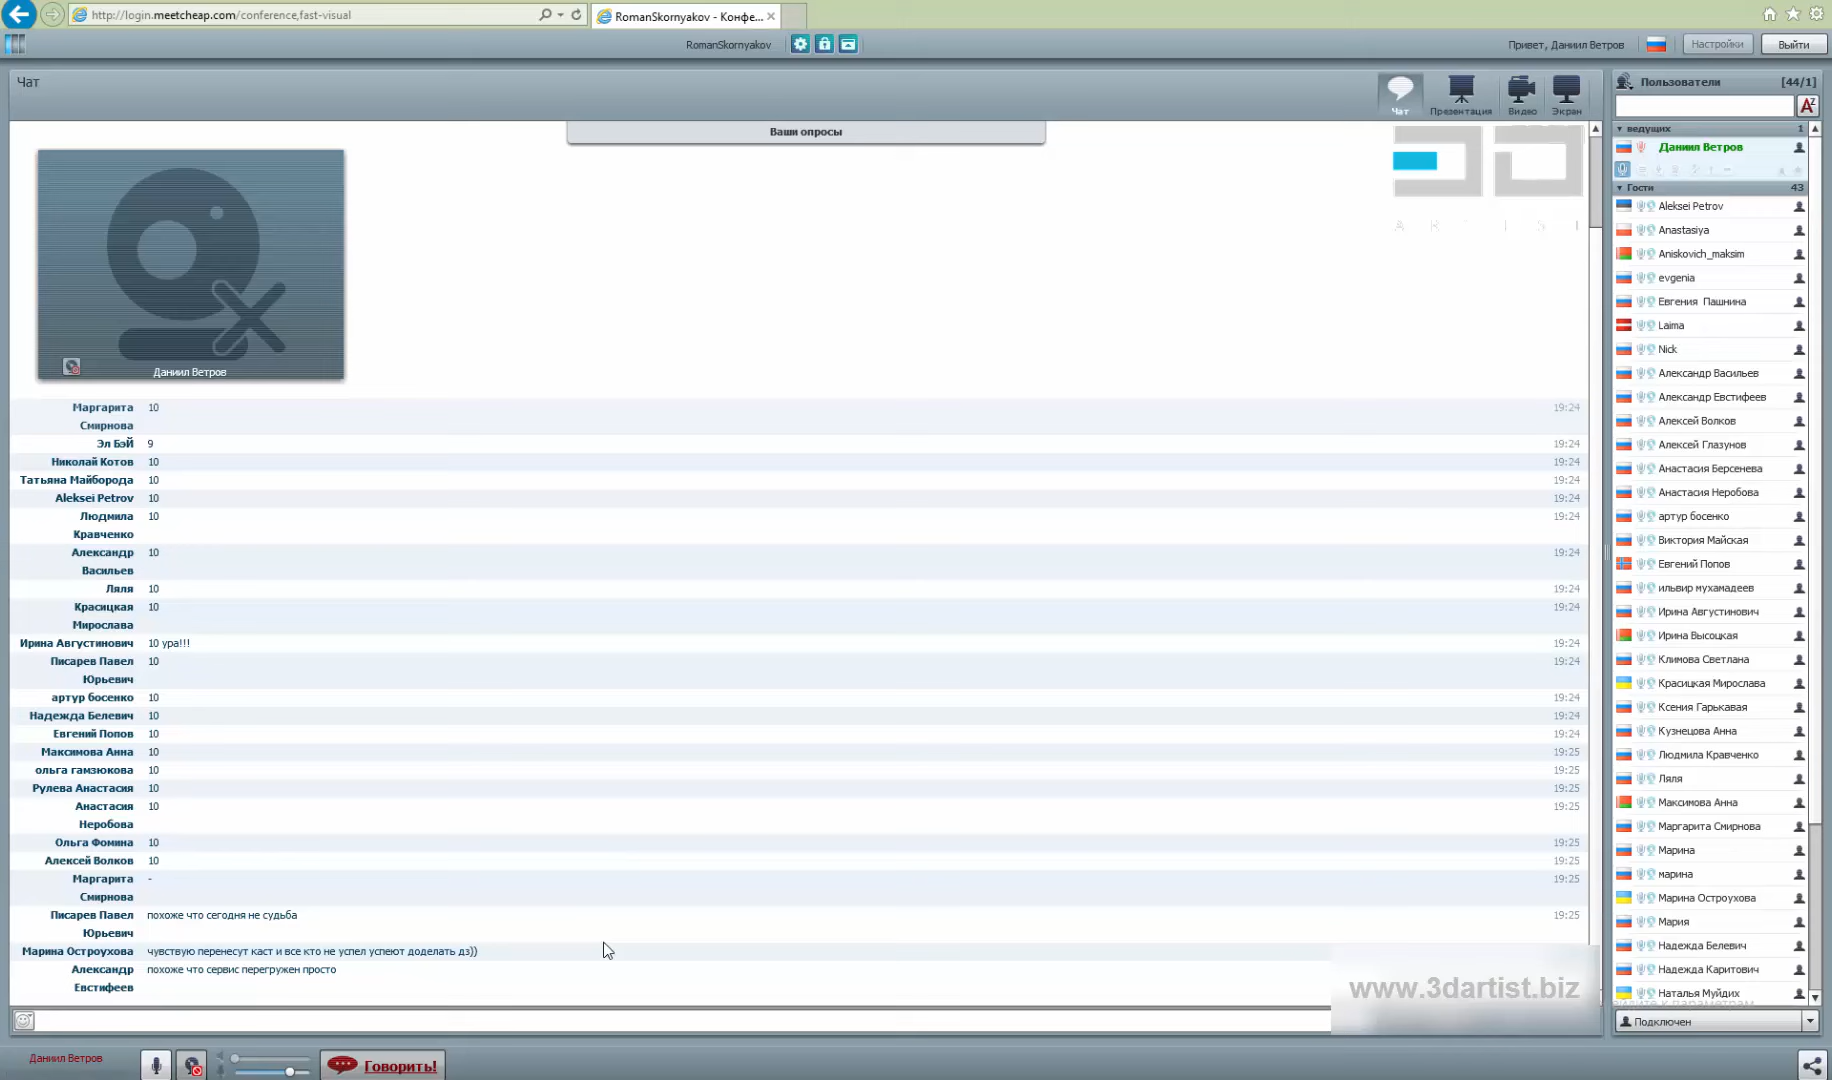 http://login.meetcheap.com/conference,fast-visual
RomanSkornyakov - Конфе...
RomanSkornyakov
Привет, Даниил Ветров
Настройки
Выйти
Чат
Чат
Презентация
Видео
Экран
Ваши опросы
Даниил Ветров
Маргарита 10 19:24
Смирнова
Эл БэЙ 9 19:24
Николай Котов 10 19:24
Татьяна Майборода 10 19:24
Aleksei Petrov 10 19:24
Людмила 10 19:24
Кравченко
Александр 10 19:24
Васильев
Ляля 10 19:24
Красицкая 10 19:24
Мирослава
Ирина Августинович 10 ура!!! 19:24
Писарев Павел 10 19:24
Юрьевич
артур босенко 10 19:24
Надежда Белевич 10 19:24
Евгений Попов 10 19:24
Максимова Анна 10 19:25
ольга гамзюкова 10 19:25
Рулева Анастасия 10 19:25
Анастасия 10 19:25
Неробова
Ольга Фомина 10 19:25
Алексей Волков 10 19:25
Маргарита - 19:25
Смирнова
Писарев Павел похоже что сегодня не судьба 19:25
Юрьевич
Марина Остроухова чувствую перенесут каст и все кто не успел успеют доделать дз))
Александр похоже что сервис перегружен просто
Евстифеев
www.3dartist.biz
Даниил Ветров
Говорить!
Пользователи [44/1]
ведущих 1
Даниил Ветров
Гости 43
Aleksei Petrov
Anastasiya
Aniskovich_maksim
evgenia
Евгения Пашнина
Laima
Nick
Александр Васильев
Александр Евстифеев
Алексей Волков
Алексей Глазунов
Анастасия Берсенева
Анастасия Неробова
артур босенко
Виктория Майская
Евгений Попов
ильвир мухамадеев
Ирина Августинович
Ирина Высоцкая
Климова Светлана
Красицкая Мирослава
Ксения Гарькавая
Кузнецова Анна
Людмила Кравченко
Ляля
Максимова Анна
Маргарита Смирнова
Марина
марина
Марина Остроухова
Мария
Надежда Белевич
Надежда Каритович
Наталья Муйдих
Подключен